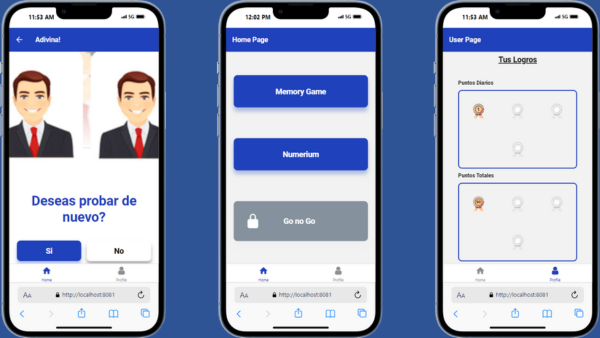 11:53 AM
5G
Adivina!
Deseas probar de
nuevo?
Si
No
Home
Profile
AA
http://localhost:8081
12:02 PM
5G
Home Page
Memory Game
Numerium
Go no Go
Home
Profile
AA
http://localhost:8081
11:53 AM
5G
User Page
Tus Logros
Puntos Diarios
Puntos Totales
Home
Profile
AA
http://localhost:8081